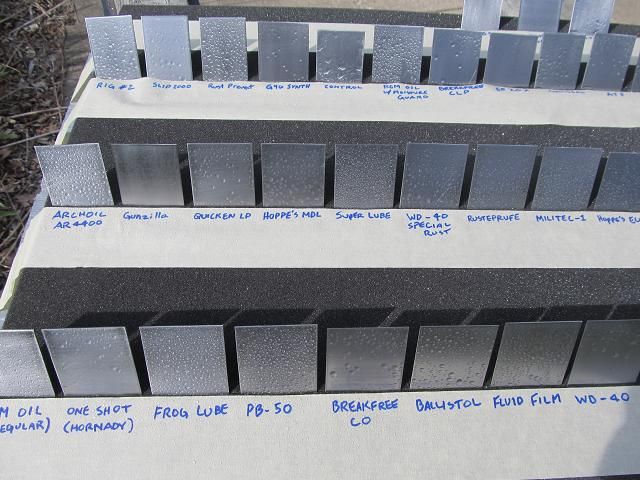 RIG #2
SLIP 2000
Rust Prevent
G96 SYNTH
CONTROL
REM OIL
W/MOISTURE
GUARD
BREAKFREE
CLP
ARCHOIL
AR4400
Gunzilla
QUICKEN LP
HOPPE'S MDL
SUPER LUBE
WD-40
SPECIAL
RUST
RUSTEPRUFE
MILITEC-1
HOPPE'S EL
M OIL
EGULAR)
ONE SHOT
(HORNADY)
FROG LUBE
PB-50
BREAKFREE
CO
BALLISTOL
FLUID FILM
WD-40